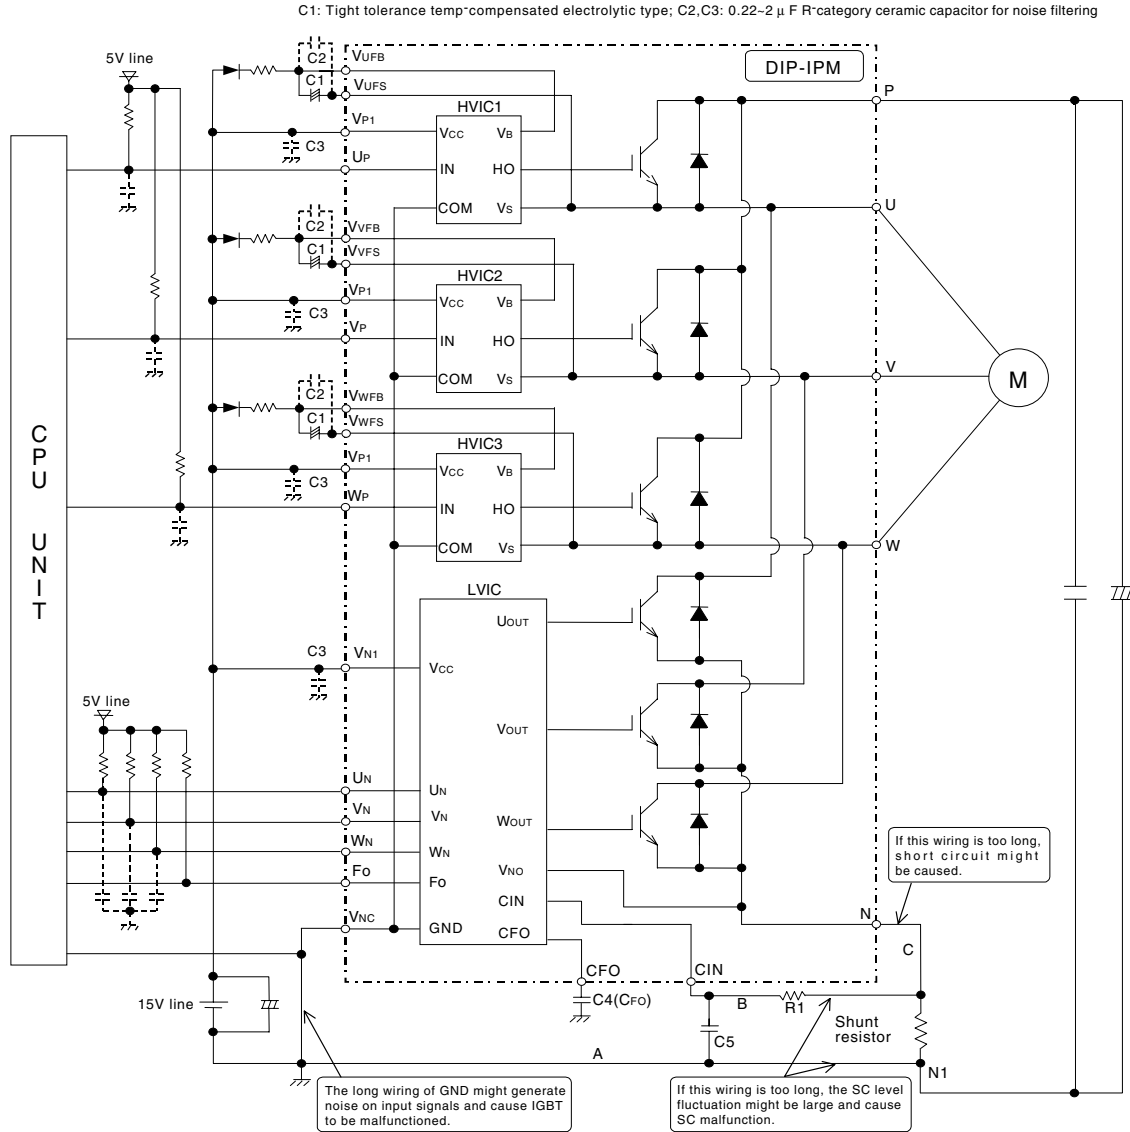 C1: Tight tolerance temp-compensated electrolytic type; C2,C3: 0.22~2 μ F R-category ceramic capacitor for noise filtering
DIP-IPM
5V line
C2
VUFB
C1
VUFS
HVIC1
VP1
C3
VCC
VB
UP
IN
HO
COM
VS
P
U
C2
VVFB
C1
VVFS
HVIC2
VP1
C3
VCC
VB
VP
IN
HO
COM
VS
V
M
C2
VWFB
C1
VWFS
HVIC3
VP1
C3
VCC
VB
WP
IN
HO
COM
VS
W
CPU UNIT
LVIC
UOUT
C3
VN1
VCC
5V line
VOUT
UN
UN
VN
VN
WN
WN
WOUT
Fo
Fo
VNO
CIN
VNC
GND
CFO
If this wiring is too long,
short circuit might
be caused.
N
C
CFO
CIN
15V line
C4(CFO)
B
R1
C5
Shunt
resistor
A
N1
The long wiring of GND might generate
noise on input signals and cause IGBT
to be malfunctioned.
If this wiring is too long, the SC level
fluctuation might be large and cause
SC malfunction.